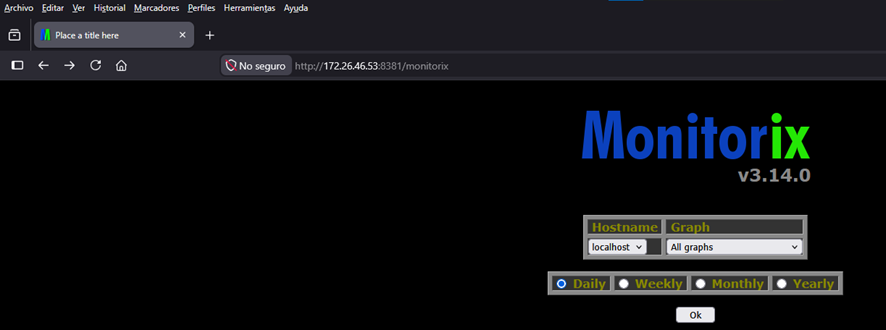 Archivo Editar Ver Historial Marcadores Perfiles Herramientas Ayuda
Place a title here
No seguro http://172.26.46.53:8381/monitorix
Monitorix
v3.14.0
Hostname Graph
localhost All graphs
Daily Weekly Monthly Yearly
Ok